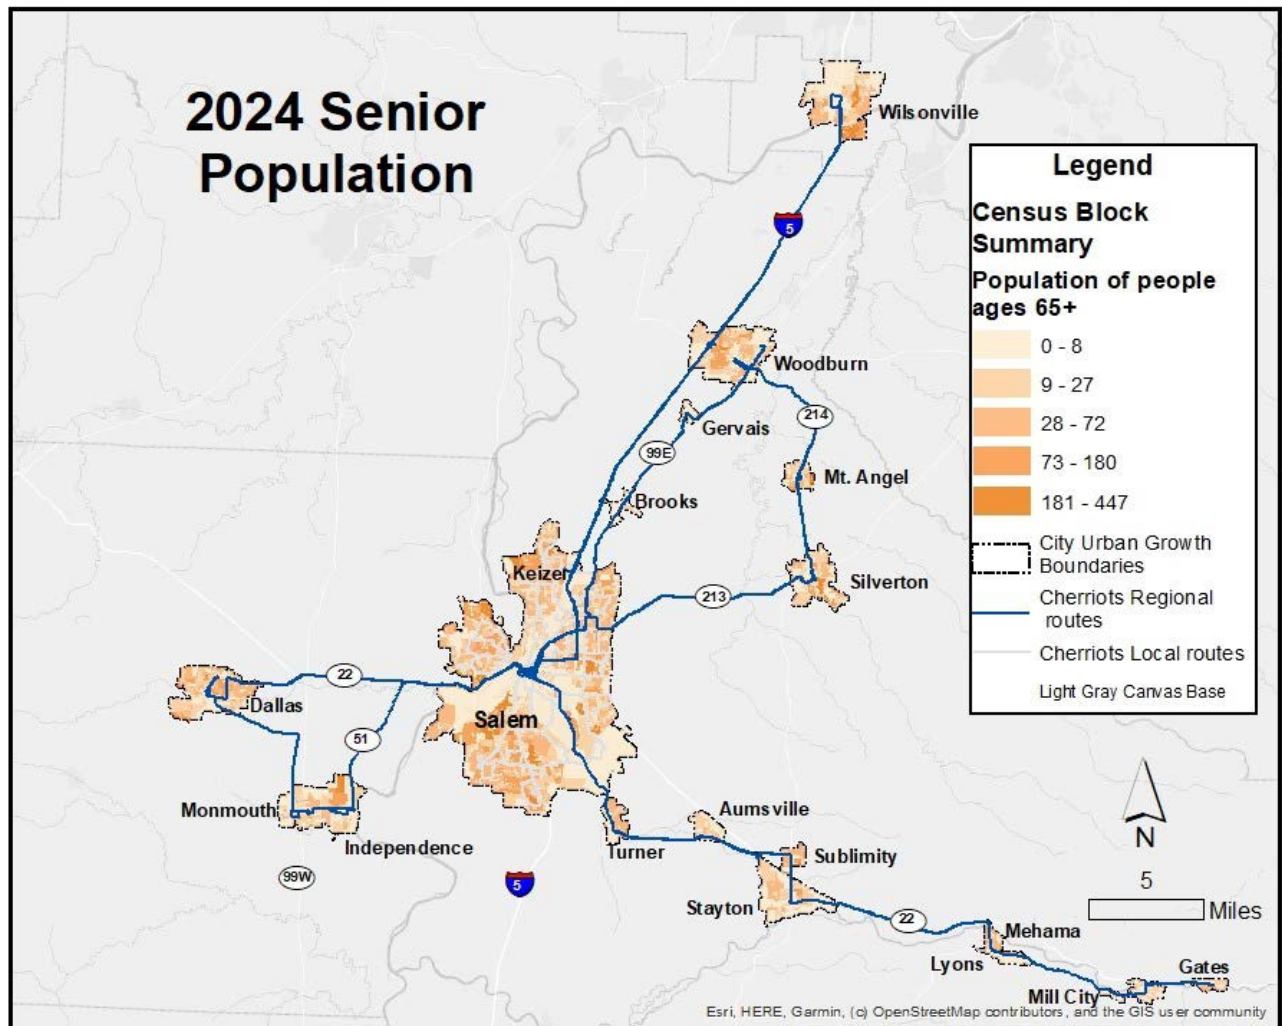 2024 Senior
Population
Wilsonville
5
Woodburn
214
Gervais
99E
Mt. Angel
Brooks
Keizer
Silverton
213
22
Dallas
Salem
51
Monmouth
Independence
99W
5
Aumsville
Turner
Sublimity
Stayton
22
Mehama
Lyons
Gates
Mill City
Legend
Census Block
Summary
Population of people
ages 65+
0 - 8
9 - 27
28 - 72
73 - 180
181 - 447
City Urban Growth
Boundaries
Cherriots Regional
routes
Cherriots Local routes
Light Gray Canvas Base
N
5
Miles
Esri, HERE, Garmin, (c) OpenStreetMap contributors, and the GIS user community